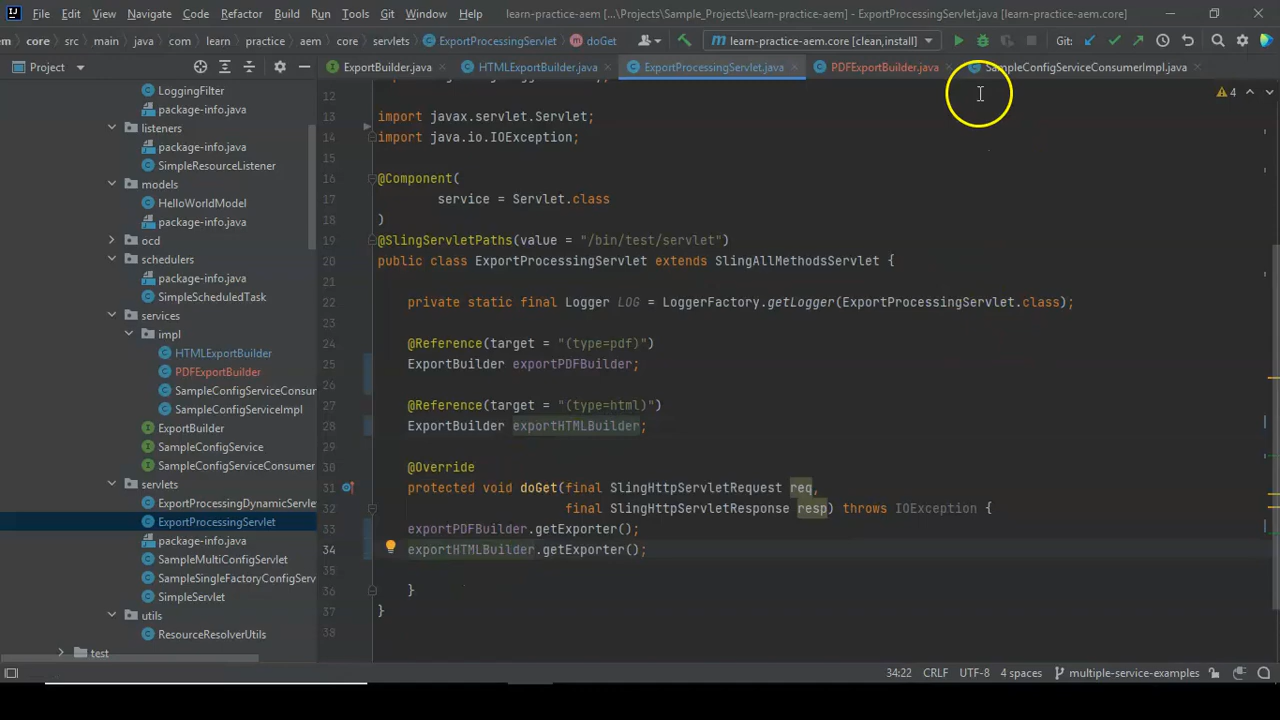 File Edit View Navigate Code Refactor Build Run Tools Git Window Help learn-practice-aem [...\Projects\Sample_Projects\learn-practice-aem] - ExportProcessingServlet.java [learn-practice-aem.core]
em core src main java com learn practice aem core servlets ExportProcessingServlet doGet learn-practice-aem.core [clean,install] Git:
Project ExportBuilder.java HTMLExportBuilder.java ExportProcessingServlet.java PDFExportBuilder.java SampleConfigServiceConsumerImpl.java
4
LoggingFilter
package-info.java
listeners
package-info.java
SimpleResourceListener
models
HelloWorldModel
package-info.java
ocd
schedulers
package-info.java
SimpleScheduledTask
services
impl
HTMLExportBuilder
PDFExportBuilder
SampleConfigServiceConsur
SampleConfigServiceImpl
ExportBuilder
SampleConfigService
SampleConfigServiceConsumer
servlets
ExportProcessingDynamicServle
ExportProcessingServlet
package-info.java
SampleMultiConfigServlet
SampleSingleFactoryConfigServ
SimpleServlet
utils
ResourceResolverUtils
test
12
13 import javax.servlet.Servlet;
14 import java.io.IOException;
15
16 @Component(
17 service = Servlet.class
18 )
19 @SlingServletPaths(value = "/bin/test/servlet")
20 public class ExportProcessingServlet extends SlingAllMethodsServlet {
21
22 private static final Logger LOG = LoggerFactory.getLogger(ExportProcessingServlet.class);
23
24 @Reference(target = "(type=pdf)")
25 ExportBuilder exportPDFBuilder;
26
27 @Reference(target = "(type=html)")
28 ExportBuilder exportHTMLBuilder;
29
30 @Override
31 protected void doGet(final SlingHttpServletRequest req,
32 final SlingHttpServletResponse resp) throws IOException {
33 exportPDFBuilder.getExporter();
34 exportHTMLBuilder.getExporter();
36 }
37 }
38
34:22 CRLF UTF-8 4 spaces multiple-service-examples